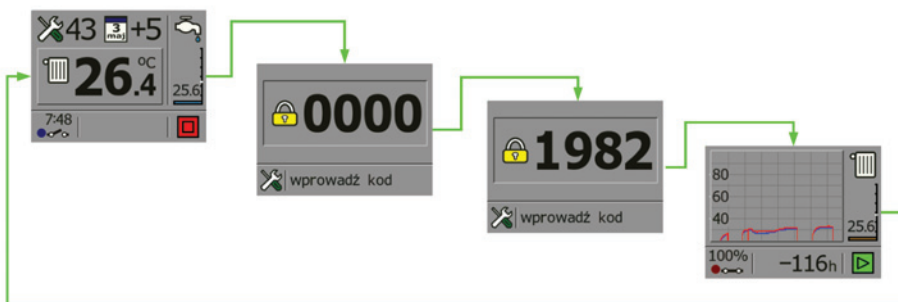 43 3 maj +5
26.4 °C
25.6
7:48
0000
wprowadź kod
1982
wprowadź kod
80
60
40
25.6
100% -116h